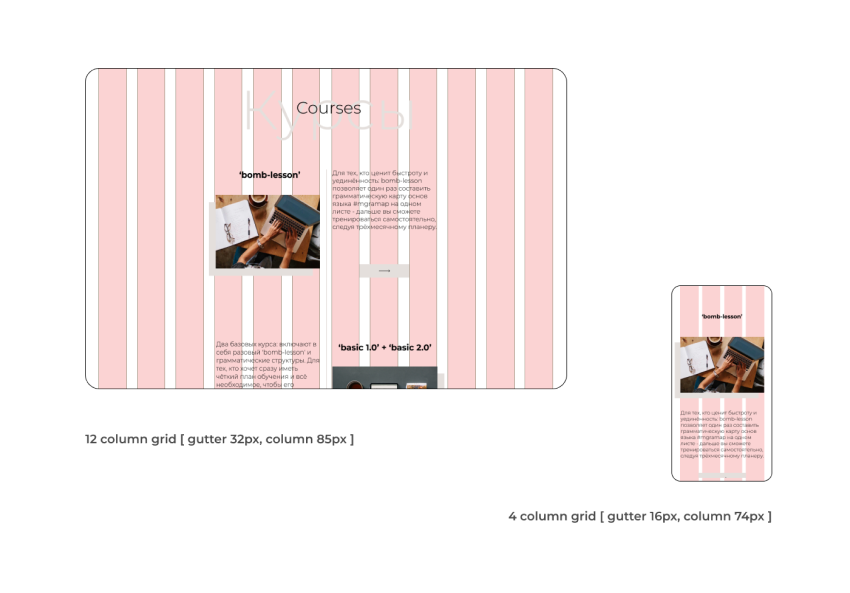 Курсы
Courses
‘bomb-lesson’
Для тех, кто ценит быстроту и
уединённость: bomb-lesson
позволяет один раз составить
грамматическую карту основ
языка #mgramap на одном
листе - дальше вы сможете
тренироваться самостоятельно,
следуя трёхмесячному планеру.
Два базовых курса: включают в
себя разовый ‘bomb-lesson’ и
грамматические структуры. Для
тех, кто хочет сразу иметь
чёткий план обучения и всё
необходимое, чтобы его
‘basic 1.0’ + ‘basic 2.0’
12 column grid [ gutter 32px, column 85px ]
‘bomb-lesson’
Для тех, кто ценит быстроту и
уединённость: bomb-lesson
позволяет один раз составить
грамматическую карту основ
языка #mgramap на одном
листе - дальше вы сможете
тренироваться самостоятельно,
следуя трёхмесячному планеру.
4 column grid [ gutter 16px, column 74px ]